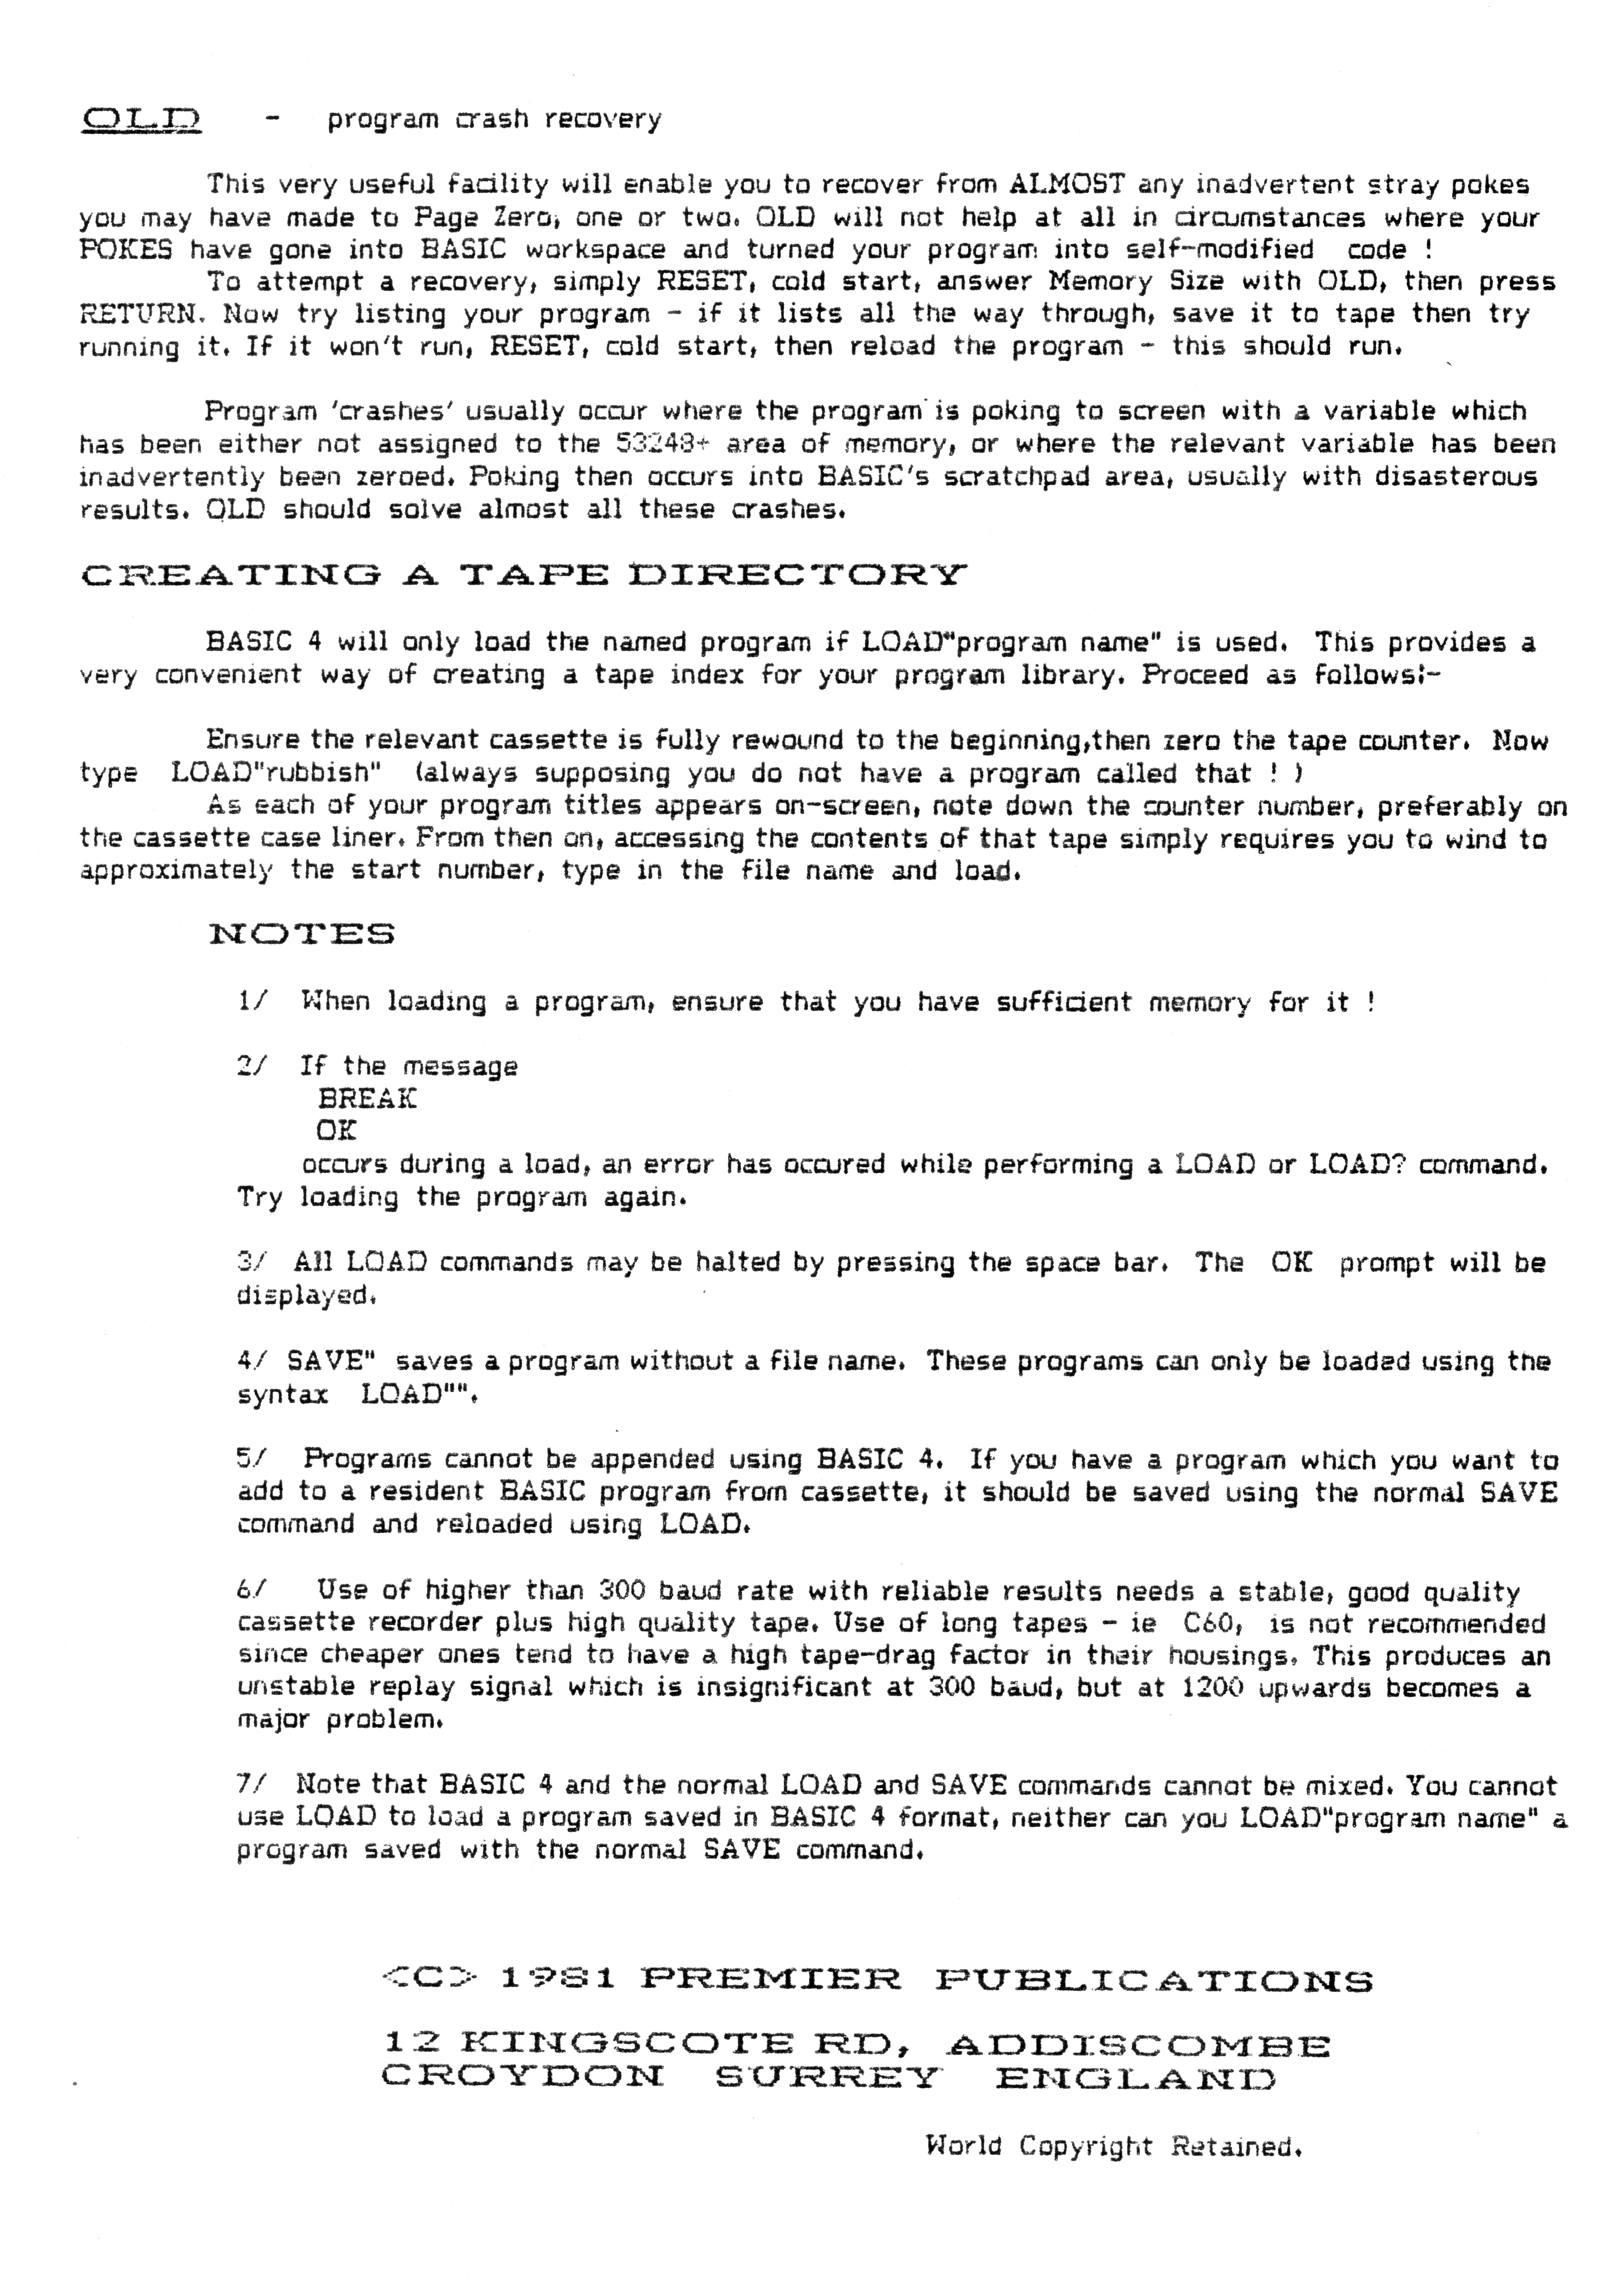 OLD - program crash recovery
This very useful facility will enable you to recover from ALMOST any inadvertent stray pokes
you may have made to Page Zero, one or two. OLD will not help at all in circumstances where your
POKES have gone into BASIC workspace and turned your program into self-modified code !
To attempt a recovery, simply RESET, cold start, answer Memory Size with OLD, then press
RETURN. Now try listing your program - if it lists all the way through, save it to tape then try
running it. If it won't run, RESET, cold start, then reload the program - this should run.
Program 'crashes' usually occur where the program is poking to screen with a variable which
has been either not assigned to the 53248+ area of memory, or where the relevant variable has been
inadvertently been zeroed. Poking then occurs into BASIC's scratchpad area, usually with disasterous
results. OLD should solve almost all these crashes.
CREATING A TAPE DIRECTORY
BASIC 4 will only load the named program if LOAD"program name" is used. This provides a
very convenient way of creating a tape index for your program library. Proceed as follows:-
Ensure the relevant cassette is fully rewound to the beginning,then zero the tape counter. Now
type LOAD"rubbish" (always supposing you do not have a program called that ! )
As each of your program titles appears on-screen, note down the counter number, preferably on
the cassette case liner. From then on, accessing the contents of that tape simply requires you to wind to
approximately the start number, type in the file name and load.
NOTES
1/ When loading a program, ensure that you have sufficient memory for it !
2/ If the message
BREAK
OK
occurs during a load, an error has occured while performing a LOAD or LOAD? command.
Try loading the program again.
3/ All LOAD commands may be halted by pressing the space bar. The OK prompt will be
displayed.
4/ SAVE" saves a program without a file name. These programs can only be loaded using the
syntax LOAD"".
5/ Programs cannot be appended using BASIC 4. If you have a program which you want to
add to a resident BASIC program from cassette, it should be saved using the normal SAVE
command and reloaded using LOAD.
6/ Use of higher than 300 baud rate with reliable results needs a stable, good quality
cassette recorder plus high quality tape. Use of long tapes - ie C60, is not recommended
since cheaper ones tend to have a high tape-drag factor in their housings. This produces an
unstable replay signal which is insignificant at 300 baud, but at 1200 upwards becomes a
major problem.
7/ Note that BASIC 4 and the normal LOAD and SAVE commands cannot be mixed. You cannot
use LOAD to load a program saved in BASIC 4 format, neither can you LOAD"program name" a
program saved with the normal SAVE command.
<C> 1981 PREMIER PUBLICATIONS
12 KINGSCOTE RD, ADDISCOMBE
CROYDON SURREY ENGLAND
World Copyright Retained.